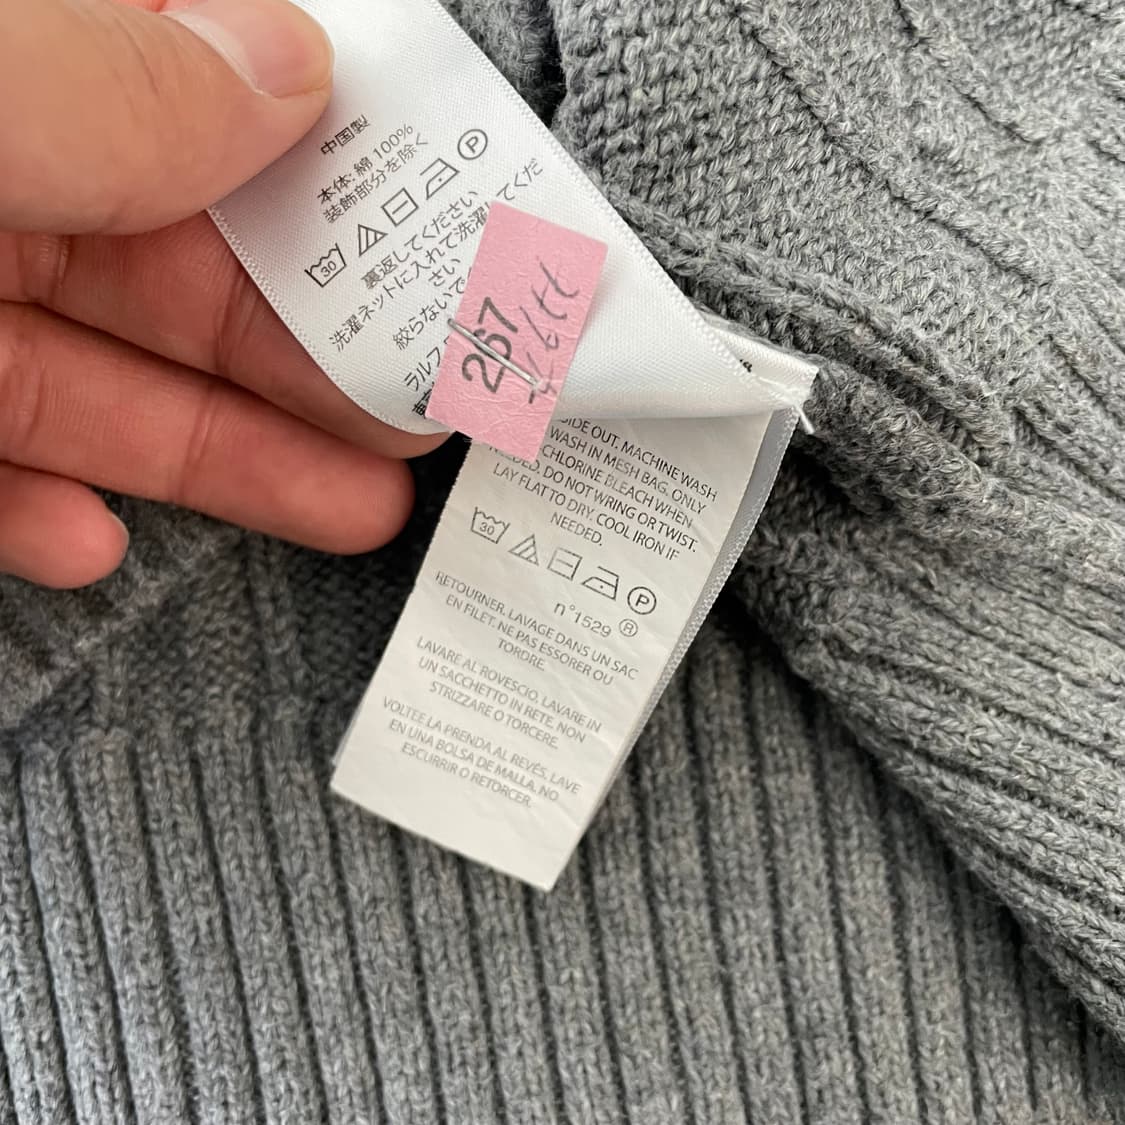 中国製
本体: 綿 100%
装飾部分を除く
30 P
裏返してください
洗濯ネットに入れて洗濯してくだ
さい
絞らないで
ラルフ
267
SIDE OUT. MACHINE WASH
WASH IN MESH BAG. ONLY
CHLORINE BLEACH WHEN
NEEDED. DO NOT WRING OR TWIST.
LAY FLAT TO DRY. COOL IRON IF
NEEDED.
30 P
n°1529 ®
RETOURNER. LAVAGE DANS UN SAC
EN FILET. NE PAS ESSORER OU
TORDRE
LAVARE AL ROVESCIO. LAVARE IN
UN SACCHETTO IN RETE. NON
STRIZZARE O TORCERE.
VOLTEE LA PRENDA AL REVÉS. LAVE
EN UNA BOLSA DE MALLA. NO
ESCURRIR O RETORCER.